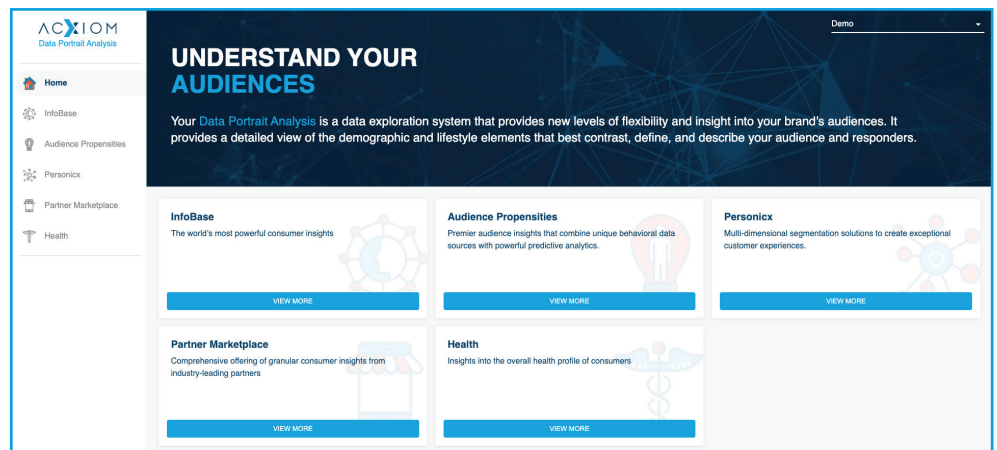 ACXIOM
Data Portrait Analysis
Home
InfoBase
Audience Propensities
Personicx
Partner Marketplace
Health
Demo
UNDERSTAND YOUR
AUDIENCES
Your Data Portrait Analysis is a data exploration system that provides new levels of flexibility and insight into your brand's audiences. It
provides a detailed view of the demographic and lifestyle elements that best contrast, define, and describe your audience and responders.
InfoBase
The world's most powerful consumer insights
VIEW MORE
Audience Propensities
Premier audience insights that combine unique behavioral data
sources with powerful predictive analytics.
VIEW MORE
Personicx
Multi-dimensional segmentation solutions to create exceptional
customer experiences.
VIEW MORE
Partner Marketplace
Comprehensive offering of granular consumer insights from
industry-leading partners
VIEW MORE
Health
Insights into the overall health profile of consumers
VIEW MORE